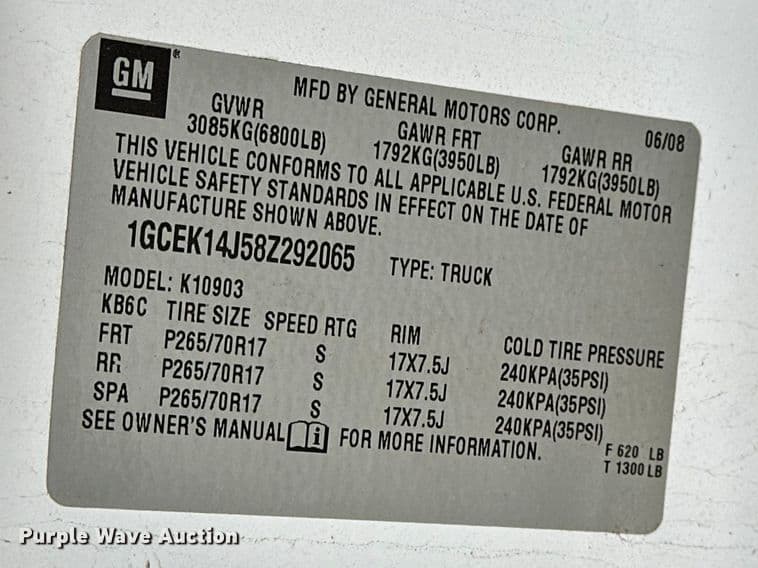 GM
MFD BY GENERAL MOTORS CORP. 06/08
GVWR GAWR FRT GAWR RR
3085KG(6800LB) 1792KG(3950LB) 1792KG(3950LB)
THIS VEHICLE CONFORMS TO ALL APPLICABLE U.S. FEDERAL MOTOR
VEHICLE SAFETY STANDARDS IN EFFECT ON THE DATE OF
MANUFACTURE SHOWN ABOVE.
1GCEK14J58Z292065 TYPE: TRUCK
MODEL: K10903
KB6C TIRE SIZE SPEED RTG RIM COLD TIRE PRESSURE
FRT P265/70R17 S 17X7.5J 240KPA(35PSI)
RR P265/70R17 S 17X7.5J 240KPA(35PSI)
SPA P265/70R17 S 17X7.5J 240KPA(35PSI)
SEE OWNER'S MANUAL i FOR MORE INFORMATION. F 620 LB
T 1300 LB
Purple Wave Auction